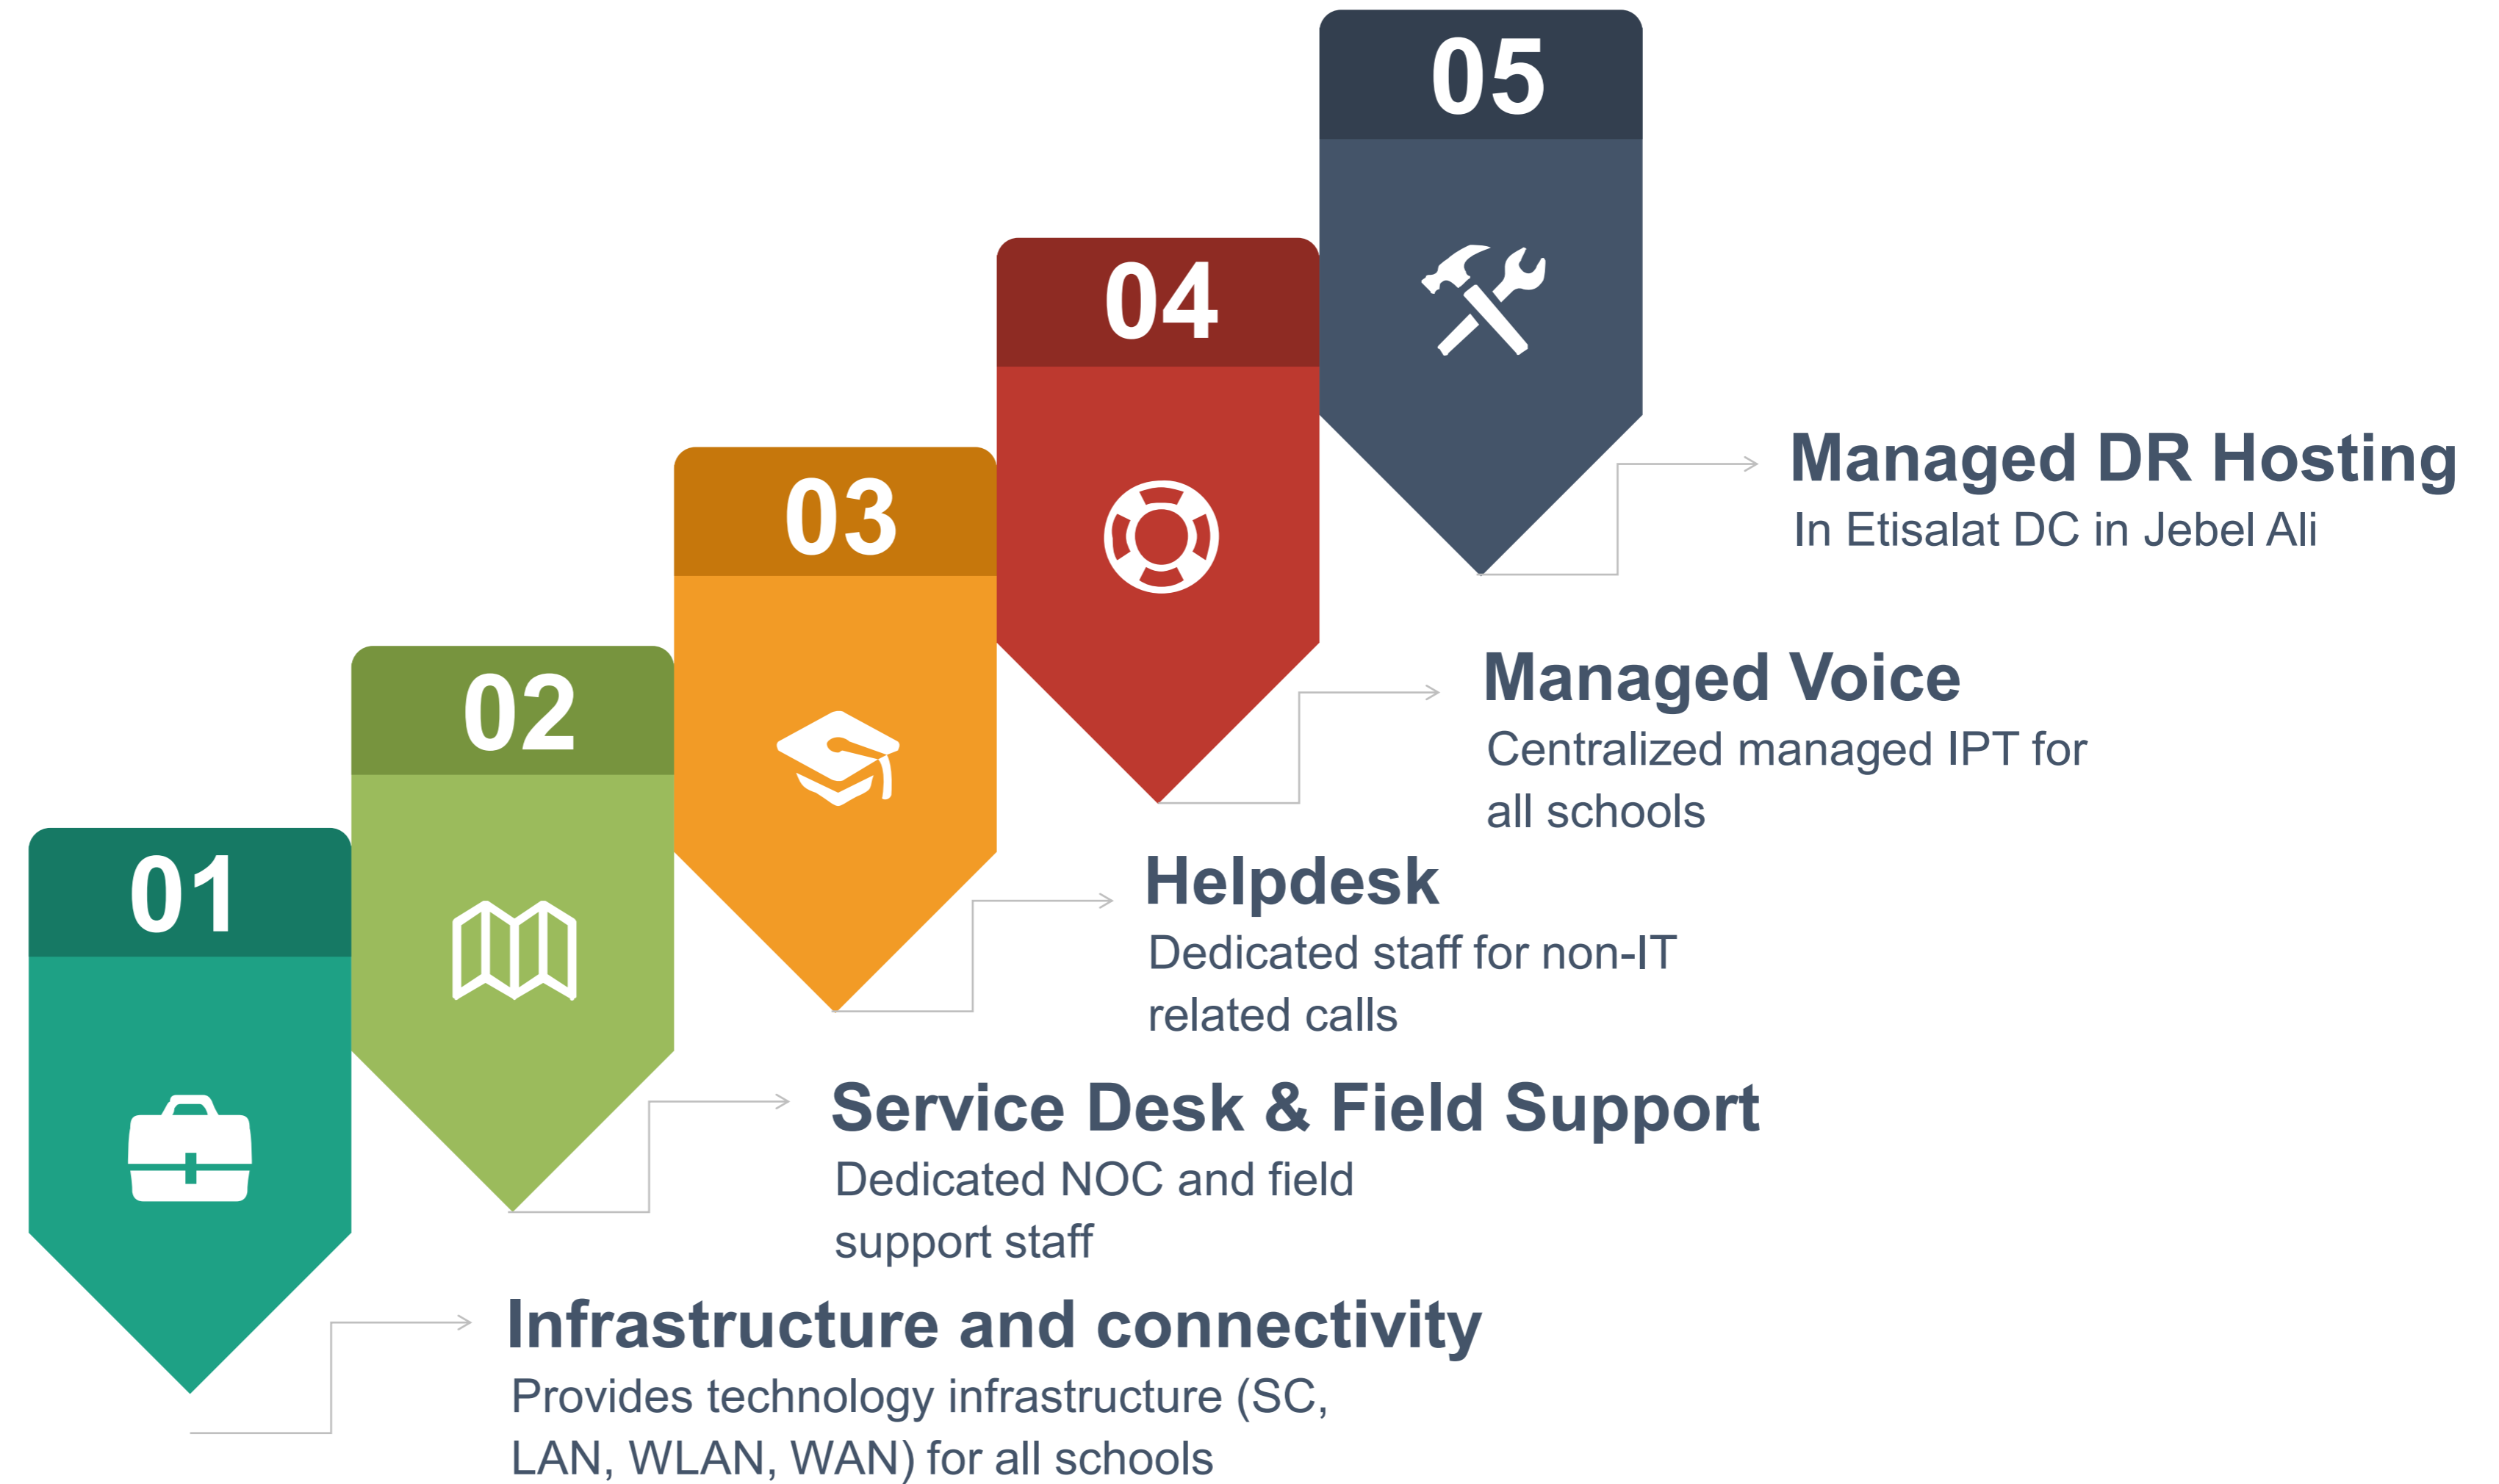 05
Managed DR Hosting
In Etisalat DC in Jebel Ali
04
Managed Voice
Centralized managed IPT for
all schools
03
Helpdesk
Dedicated staff for non-IT
related calls
02
Service Desk & Field Support
Dedicated NOC and field
support staff
01
Infrastructure and connectivity
Provides technology infrastructure (SC,
LAN, WLAN, WAN) for all schools